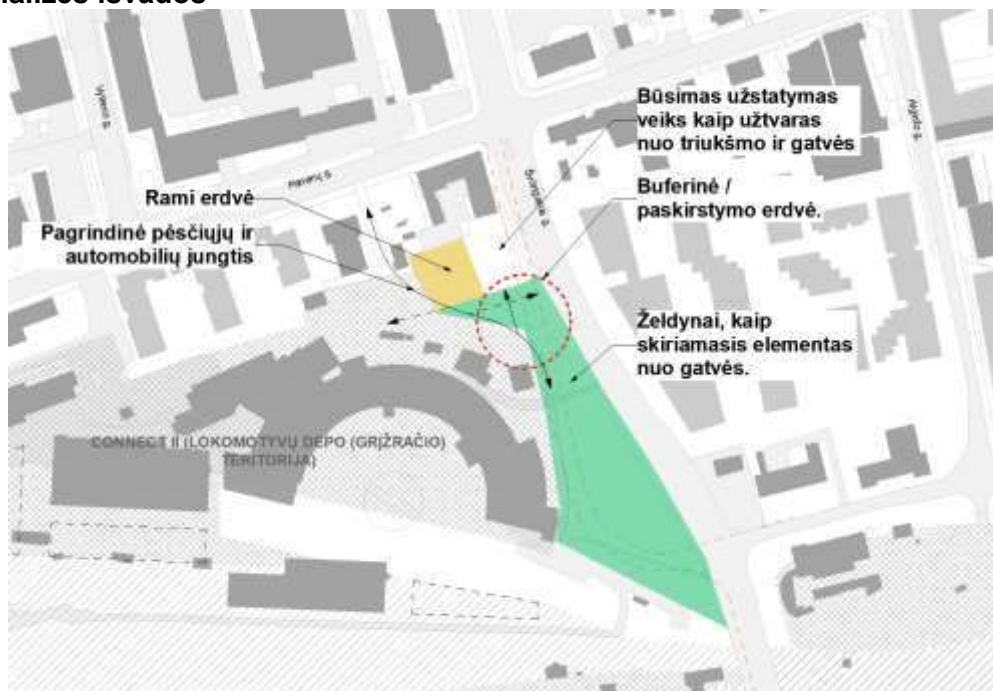 Būsimas užstatymas
veiks kaip užtvaras
nuo triukšmo ir gatvės
Rami erdvė
Buferinė /
paskirstymo erdvė.
Pagrindinė pėsčiųjų ir
automobilių jungtis
Želdynai, kaip
skiriamasis elementas
nuo gatvės.
CONNECT II (LOKOMOTYVŲ DEPO (GRĮŽRAČIO)
TERITORIJA)